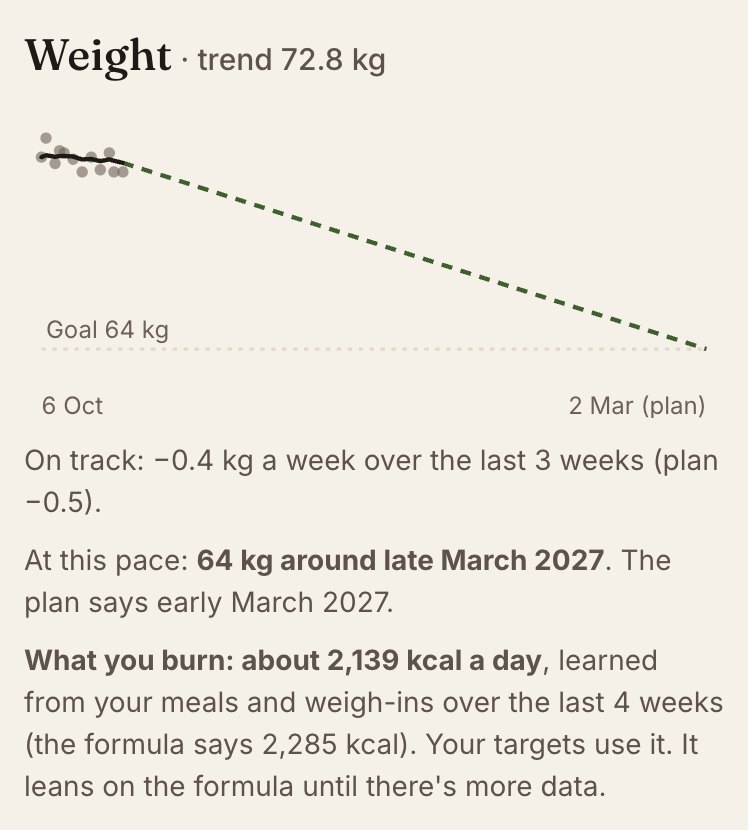 Weight · trend 72.8 kg
Goal 64 kg
6 Oct
2 Mar (plan)
On track: −0.4 kg a week over the last 3 weeks (plan
−0.5).
At this pace: 64 kg around late March 2027. The
plan says early March 2027.
What you burn: about 2,139 kcal a day, learned
from your meals and weigh-ins over the last 4 weeks
(the formula says 2,285 kcal). Your targets use it. It
leans on the formula until there's more data.